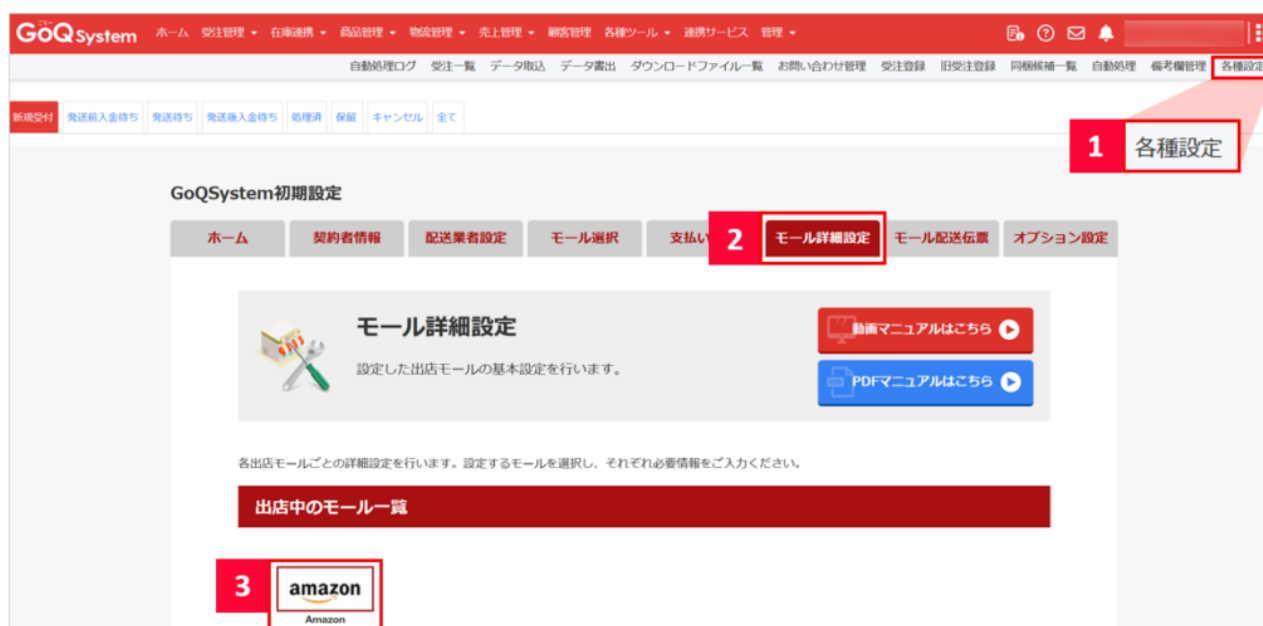 GoQSystem ホーム 受注管理 在庫連携 商品管理 物流管理 売上管理 顧客管理 各種ツール 連携サービス 管理
自動処理ログ 受注一覧 データ取込 データ書出 ダウンロードファイル一覧 お問い合わせ管理 受注登録 旧受注登録 同梱候補一覧 自動処理 備考欄管理 各種設定
新規受付 発送前入金待ち 発送待ち 発送後入金待ち 処理済 保留 キャンセル 全て
1 各種設定
GoQSystem初期設定
ホーム 契約者情報 配送業者設定 モール選択 支払い 2 モール詳細設定 モール配送伝票 オプション設定
モール詳細設定
動画マニュアルはこちら
設定した出店モールの基本設定を行います。
PDFマニュアルはこちら
各出店モールごとの詳細設定を行います。設定するモールを選択し、それぞれ必要情報をご入力ください。
出店中のモール一覧
3 amazon
Amazon